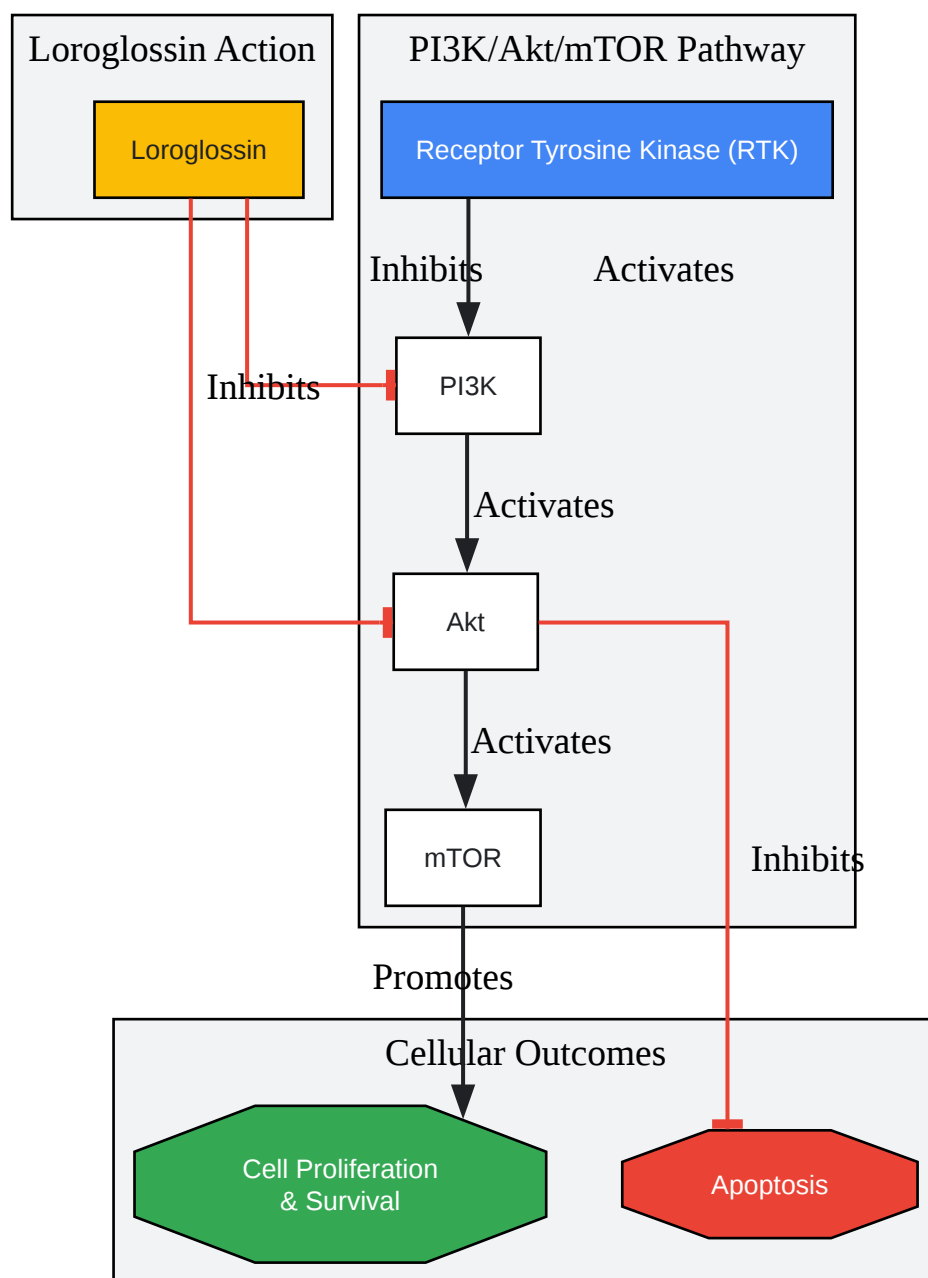 Loroglossin Action
PI3K/Akt/mTOR Pathway
Loroglossin
Receptor Tyrosine Kinase (RTK)
Inhibits
Activates
Inhibits
PI3K
Activates
Akt
Activates
mTOR
Inhibits
Promotes
Cellular Outcomes
Cell Proliferation
& Survival
Apoptosis